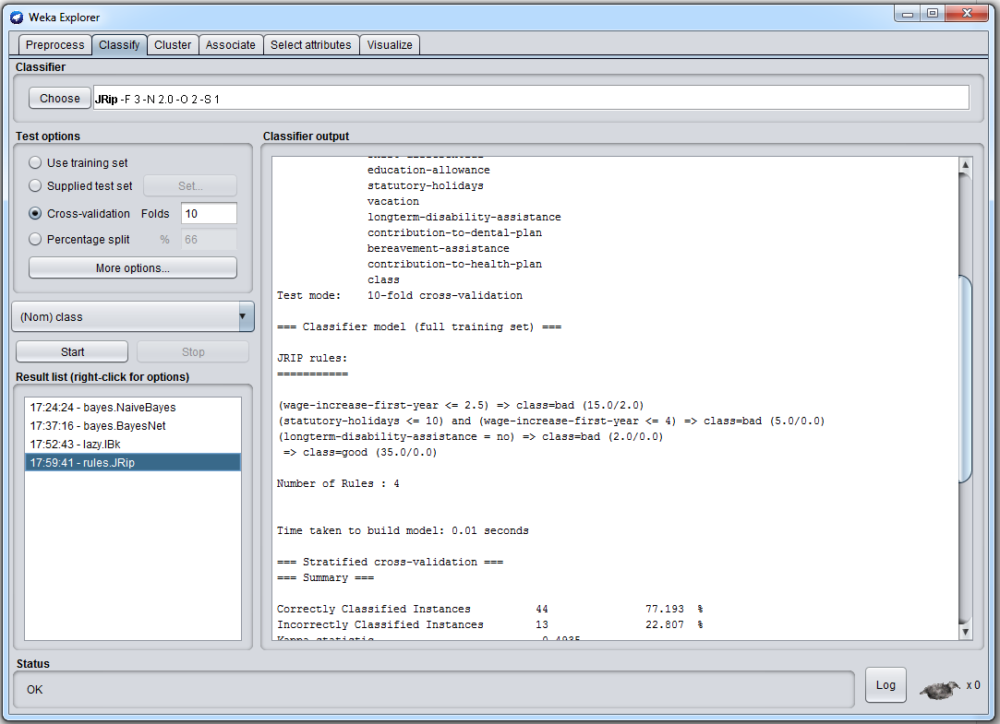 Weka Explorer
Preprocess Classify Cluster Associate Select attributes Visualize
Classifier
Choose JRip -F 3 -N 2.0 -O 2 -S 1
Test options
Use training set
Supplied test set Set...
Cross-validation Folds 10
Percentage split % 66
More options...
(Nom) class
Start Stop
Result list (right-click for options)
17:24:24 - bayes.NaiveBayes
17:37:16 - bayes.BayesNet
17:52:43 - lazy.IBk
17:59:41 - rules.JRip
Classifier output
education-allowance
statutory-holidays
vacation
longterm-disability-assistance
contribution-to-dental-plan
bereavement-assistance
contribution-to-health-plan
class
Test mode: 10-fold cross-validation
=== Classifier model (full training set) ===
JRIP rules:
===========
(wage-increase-first-year <= 2.5) => class=bad (15.0/2.0)
(statutory-holidays <= 10) and (wage-increase-first-year <= 4) => class=bad (5.0/0.0)
(longterm-disability-assistance = no) => class=bad (2.0/0.0)
=> class=good (35.0/0.0)
Number of Rules : 4
Time taken to build model: 0.01 seconds
=== Stratified cross-validation ===
=== Summary ===
Correctly Classified Instances 44 77.193 %
Incorrectly Classified Instances 13 22.807 %
Kappa statistic 0.4935
Status
OK
Log x 0